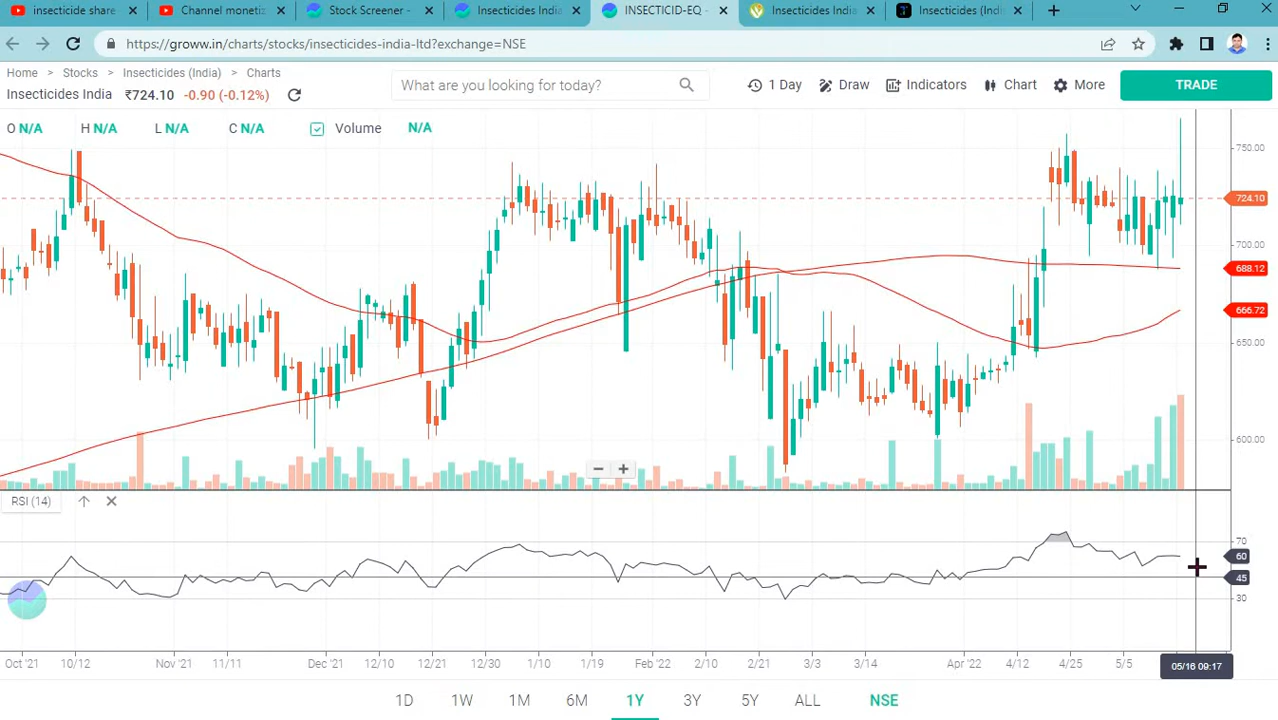 insecticide share
Channel monetiz
Stock Screener -
Insecticides India
INSECTICID-EQ -
Insecticides India
Insecticides (Indi
https://groww.in/charts/stocks/insecticides-india-ltd?exchange=NSE
Home > Stocks > Insecticides (India) > Charts
Insecticides India ₹724.10 -0.90 (-0.12%)
What are you looking for today?
1 Day
Draw
Indicators
Chart
More
TRADE
O N/A H N/A L N/A C N/A Volume N/A
750.00
724.10
700.00
688.12
666.72
650.00
600.00
RSI (14)
70
60
45
30
Oct '21 10/12 Nov '21 11/11 Dec '21 12/10 12/21 12/30 1/10 1/19 Feb '22 2/10 2/21 3/3 3/14 Apr '22 4/12 4/25 5/5 05/16 09:17
1D 1W 1M 6M 1Y 3Y 5Y ALL NSE